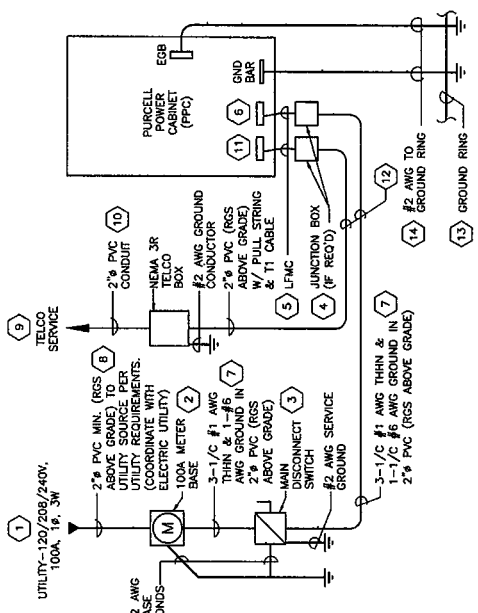 1
UTILITY-120/208/240V,
100A, 1ø, 3W
2"ø PVC MIN. (RGS 8
ABOVE GRADE) TO
UTILITY SOURCE PER
UTILITY REQUIREMENTS.
(COORDINATE WITH
ELECTRIC UTILITY)
100A METER 2
BASE
M
3-1/C #1 AWG
THHN & 1-#6 7
AWG GROUND IN
2"ø PVC (RGS
ABOVE GRADE)
MAIN 3
DISCONNECT
SWITCH
#2 AWG SERVICE
GROUND
2 AWG
3-1/C #1 AWG THHN & 7
1-1/C #6 AWG GROUND IN
2"ø PVC (RGS ABOVE GRADE)
9
TELCO
SERVICE
2"ø PVC 10
CONDUIT
NEMA 3R
TELCO
BOX
#2 AWG GROUND
CONDUCTOR
2"ø PVC (RGS
ABOVE GRADE)
W/ PULL STRING
& T1 CABLE
5 LFMC
4 JUNCTION BOX
(IF REQ'D)
12
PURCELL
POWER
CABINET
(PPC)
EGB
GND
BAR
11
6
14 #2 AWG TO
GROUND RING
13 GROUND RING